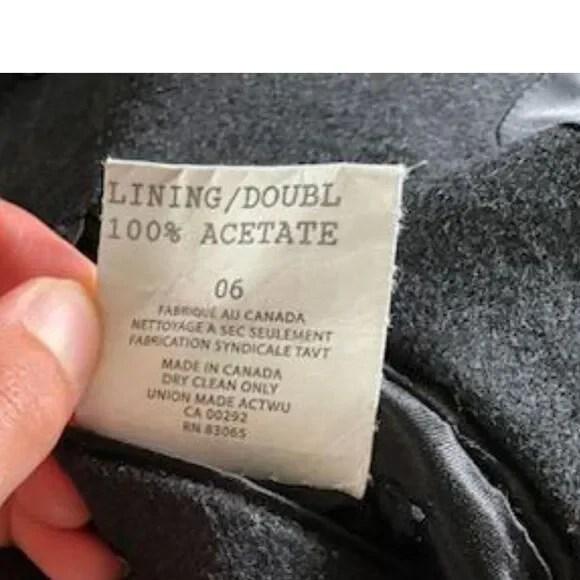 LINING/DOUBL
100% ACETATE
06
FABRIQUÉ AU CANADA
NETTOYAGE A SEC SEULEMENT
FABRICATION SYNDICALE TAVT
MADE IN CANADA
DRY CLEAN ONLY
UNION MADE ACTWU
CA 00292
RN 83065